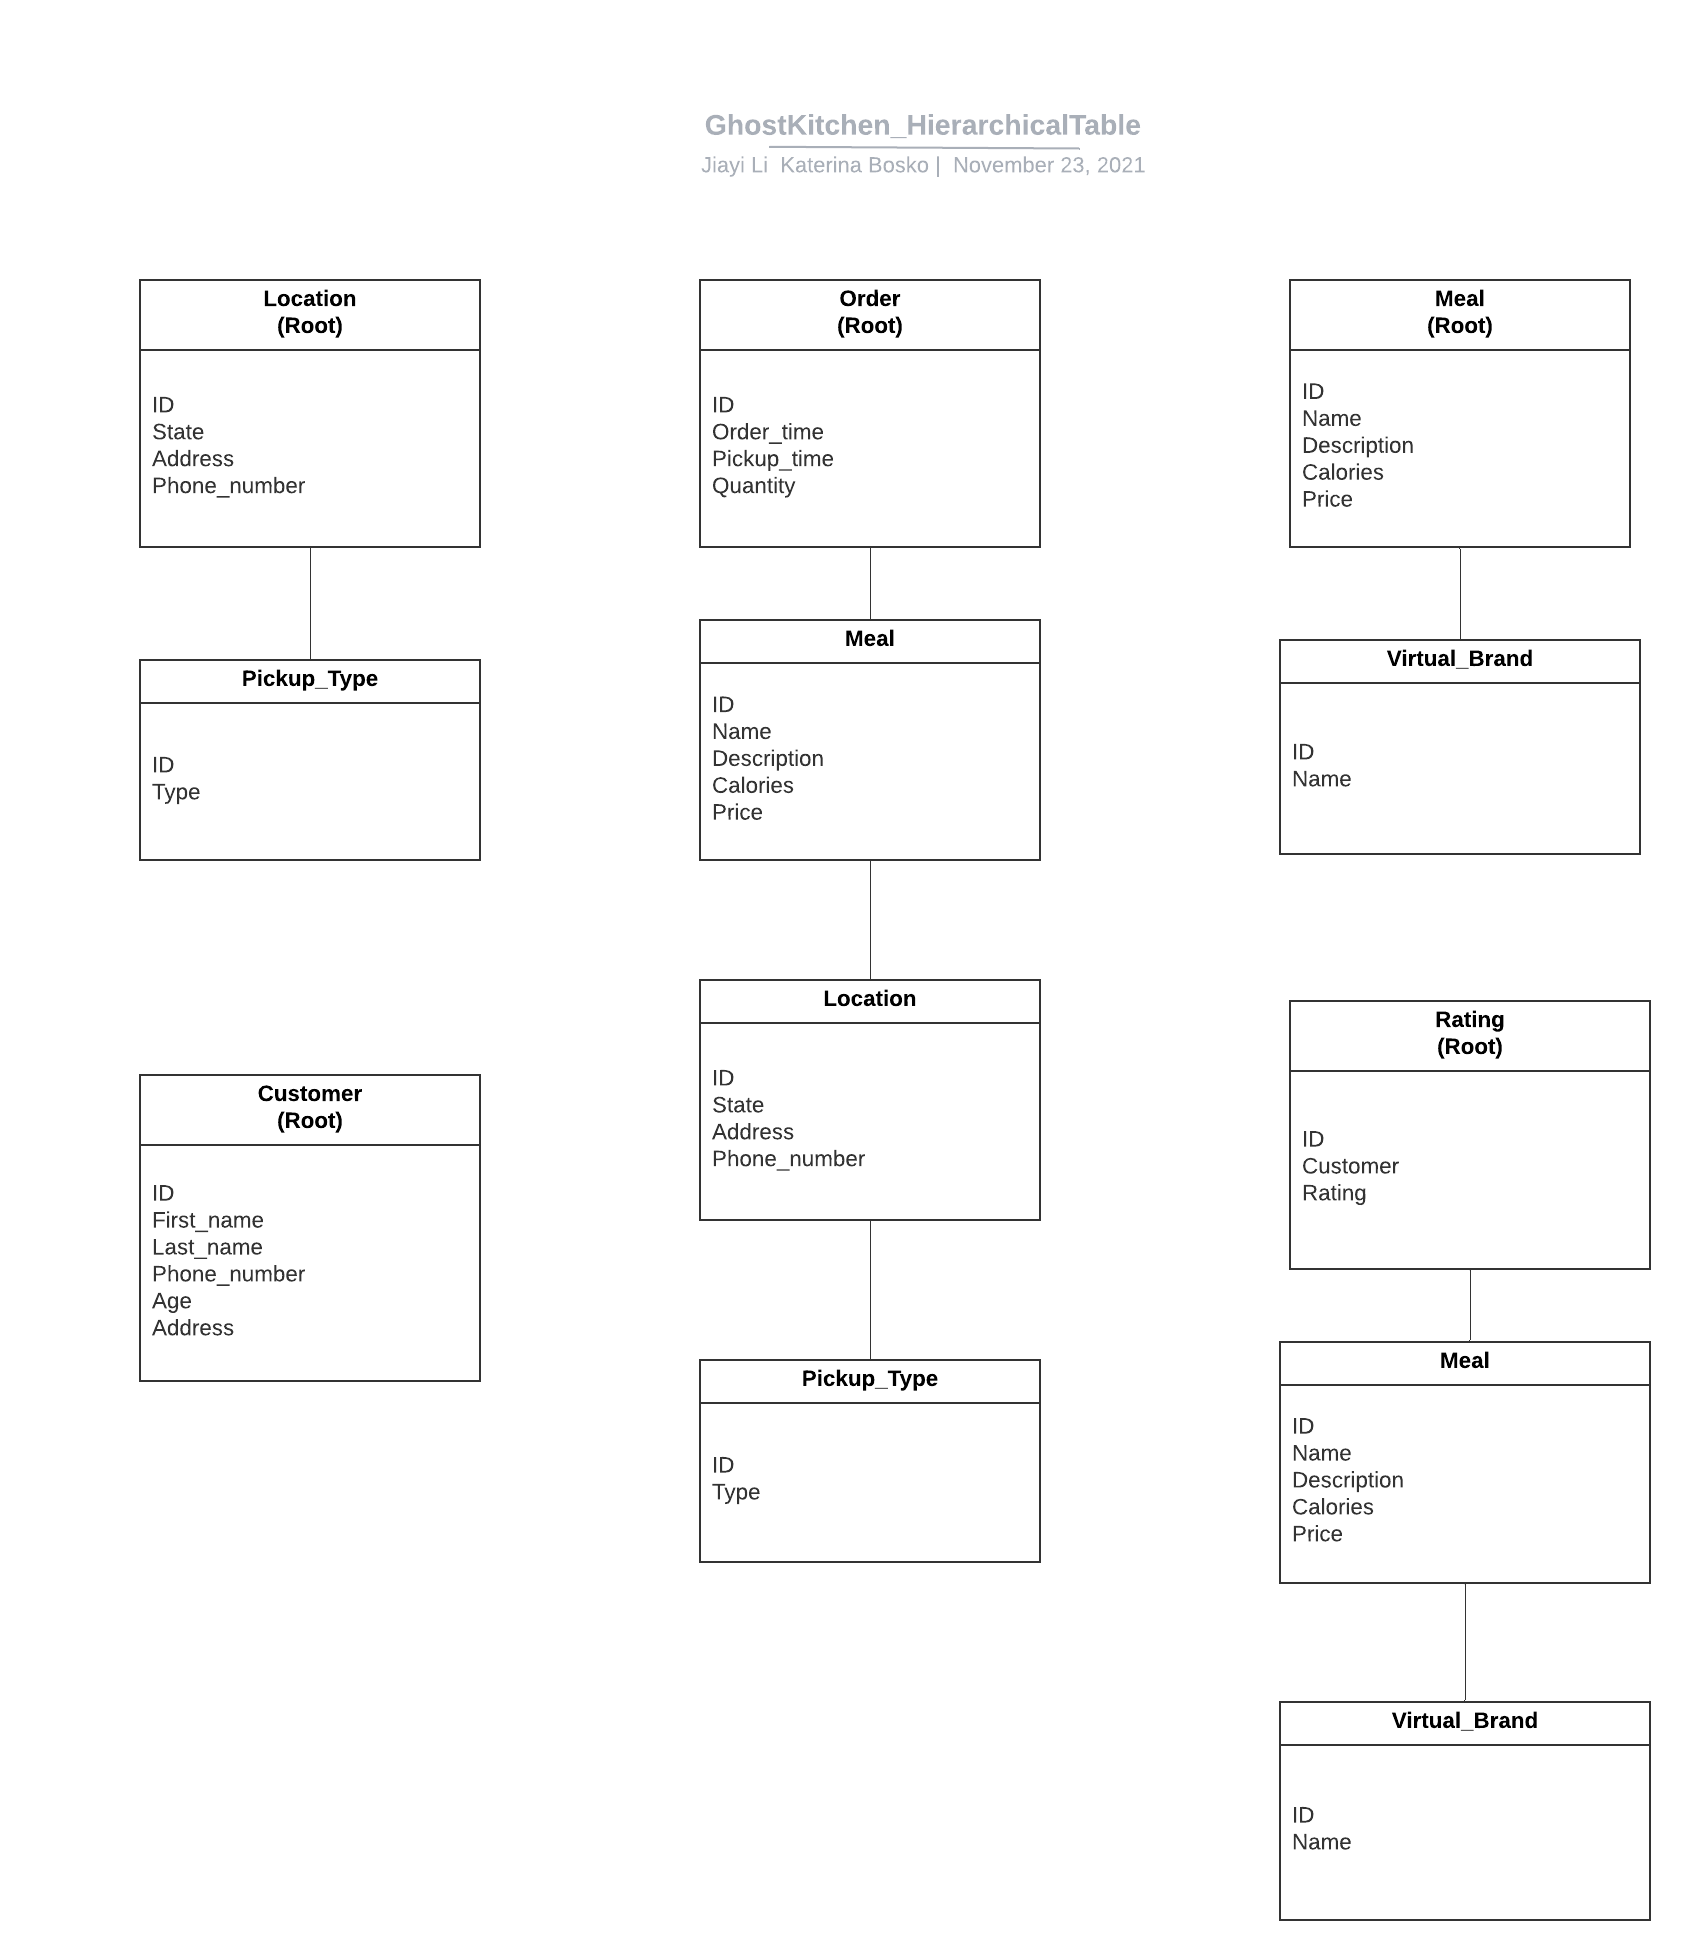 GhostKitchen_HierarchicalTable
Jiayi Li  Katerina Bosko |  November 23, 2021
Location
(Root)
ID
State
Address
Phone_number
Pickup_Type
ID
Type
Customer
(Root)
ID
First_name
Last_name
Phone_number
Age
Address
Order
(Root)
ID
Order_time
Pickup_time
Quantity
Meal
ID
Name
Description
Calories
Price
Location
ID
State
Address
Phone_number
Pickup_Type
ID
Type
Meal
(Root)
ID
Name
Description
Calories
Price
Virtual_Brand
ID
Name
Rating
(Root)
ID
Customer
Rating
Meal
ID
Name
Description
Calories
Price
Virtual_Brand
ID
Name